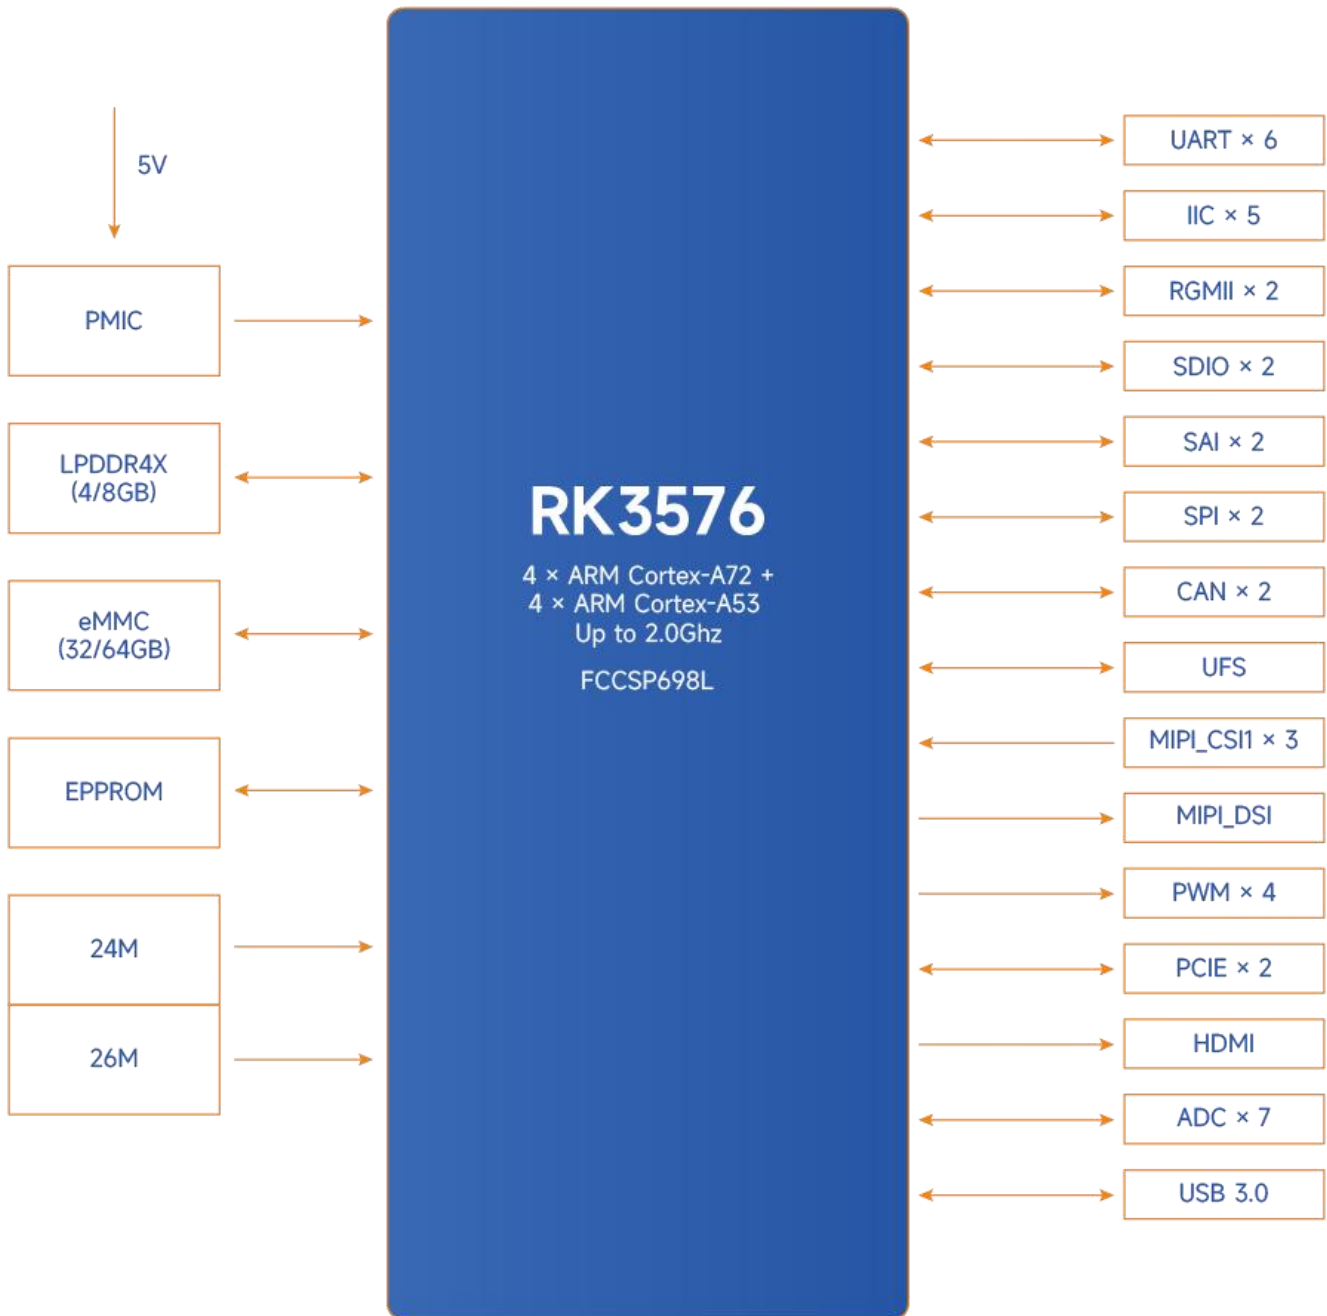 5V
PMIC
LPDDR4X
(4/8GB)
eMMC
(32/64GB)
EPPROM
24M
26M
RK3576
4 × ARM Cortex-A72 +
4 × ARM Cortex-A53
Up to 2.0Ghz
FCCSP698L
UART × 6
IIC × 5
RGMII × 2
SDIO × 2
SAI × 2
SPI × 2
CAN × 2
UFS
MIPI_CSI1 × 3
MIPI_DSI
PWM × 4
PCIE × 2
HDMI
ADC × 7
USB 3.0